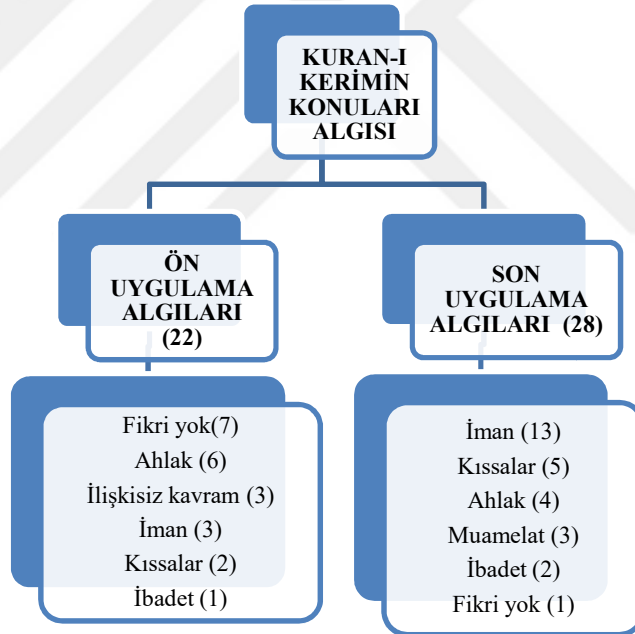 KURAN-I
KERİMİN
KONULARI
ALGISI
ÖN
UYGULAMA
ALGILARI
(22)
Fikri yok(7)
Ahlak (6)
İlişkisiz kavram (3)
İman (3)
Kıssalar (2)
İbadet (1)
SON
UYGULAMA
ALGILARI (28)
İman (13)
Kıssalar (5)
Ahlak (4)
Muamelat (3)
İbadet (2)
Fikri yok (1)